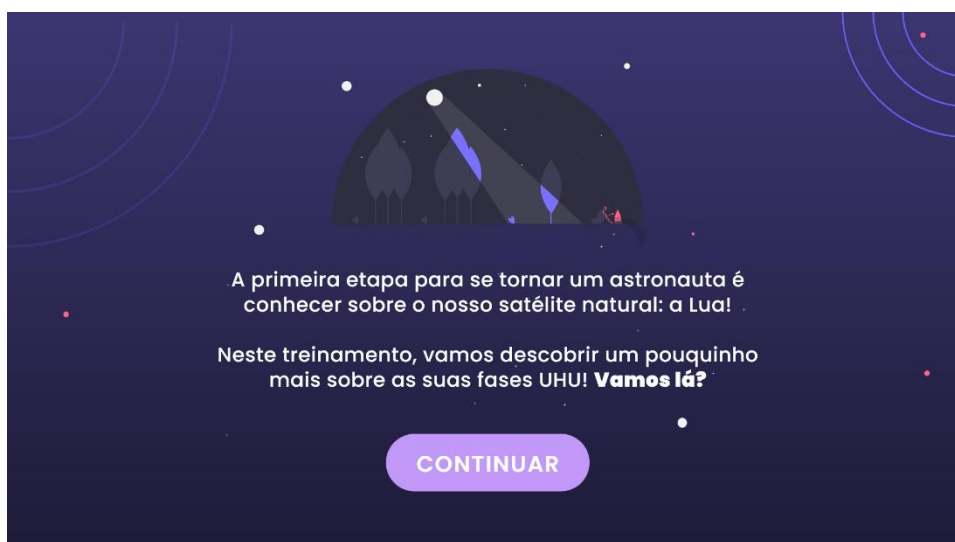 A primeira etapa para se tornar um astronauta é
conhecer sobre o nosso satélite natural: a Lua!
Neste treinamento, vamos descobrir um pouquinho
mais sobre as suas fases UHU! Vamos lá?
CONTINUAR